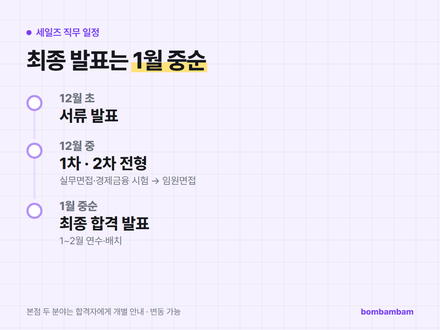 세일즈 직무 일정
최종 발표는 1월 중순
12월 초
서류 발표
12월 중
1차 · 2차 전형
실무면접·경제금융 시험 → 임원면접
1월 중순
최종 합격 발표
1~2월 연수·배치
본점 두 분야는 합격자에게 개별 안내 · 변동 가능
bombambam